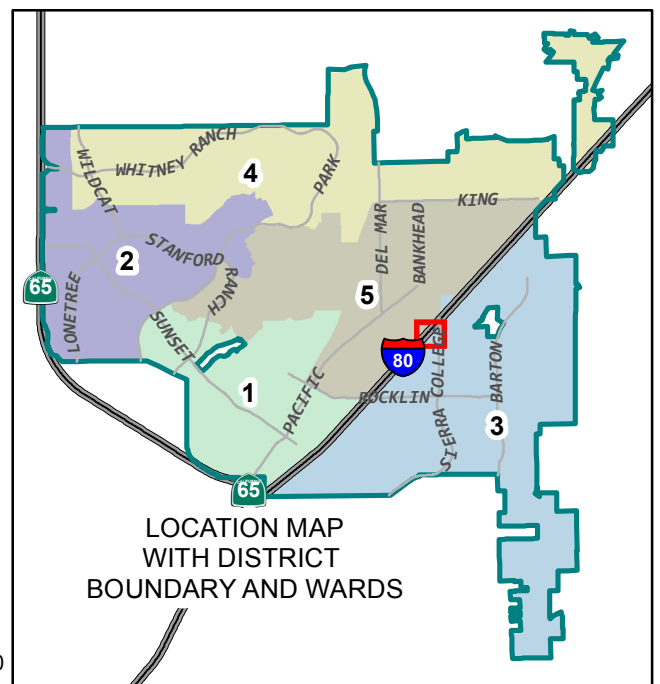 WHITNEY RANCH
WILDCAT
PARK
4
KING
DEL MAR
BANKHEAD
STANFORD
RANCH
2
65
LONETREE
5
SUNSET
80
SIERRA COLLEGE
BARTON
1
PACIFIC
ROCKLIN
3
65
LOCATION MAP
WITH DISTRICT
BOUNDARY AND WARDS